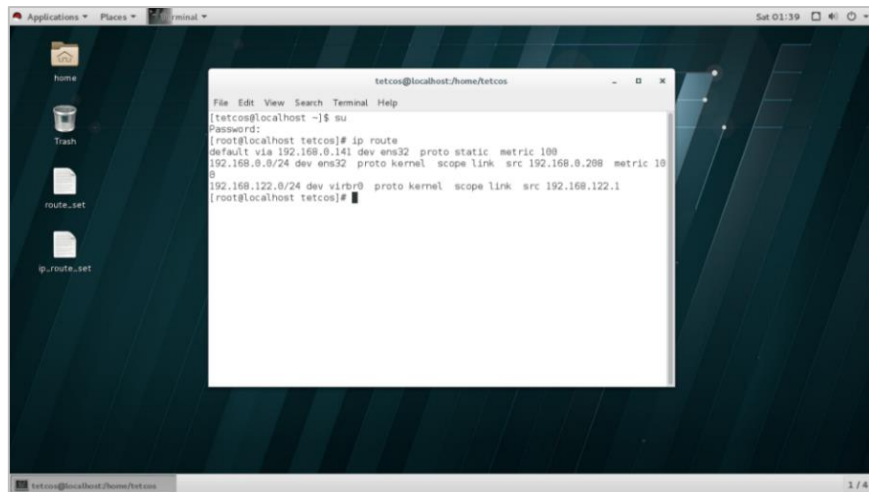 Applications Places Terminal
Sat 01:39
home
Trash
route_set
ip_route_set
tetcos@localhost:/home/tetcos
File Edit View Search Terminal Help
[tetcos@localhost ~]$ su
Password:
[root@localhost tetcos]# ip route
default via 192.168.0.141 dev ens32 proto static metric 100
192.168.0.0/24 dev ens32 proto kernel scope link src 192.168.0.208 metric 10
0
192.168.122.0/24 dev virbr0 proto kernel scope link src 192.168.122.1
[root@localhost tetcos]#
tetcos@localhost:/home/tetcos
1 / 4